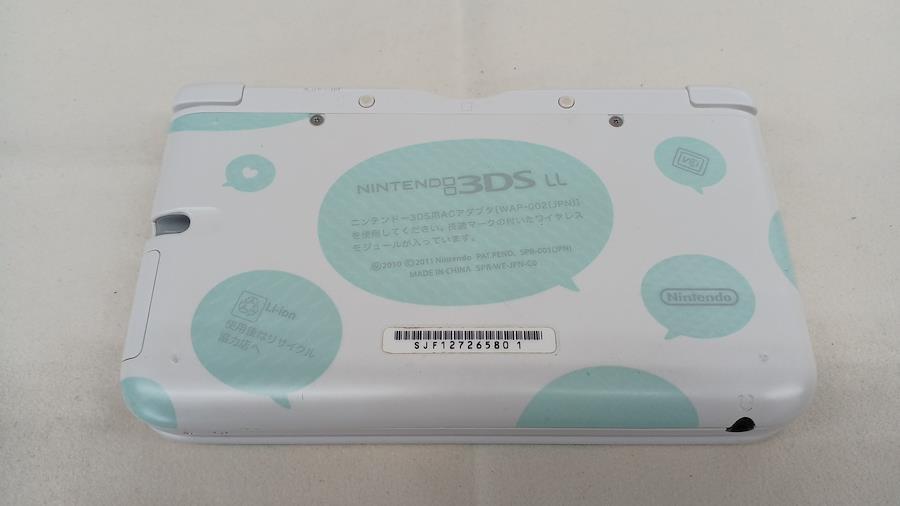 NINTENDO 3DS LL
ニンテンドー3DS用ACアダプタ[WAP-002(JPN)]
を使用してください。技適マークの付いたワイヤレス
モジュールが入っています。
©2010 ©2011 Nintendo PAT.PEND. SPR-001(JPN)
MADE IN CHINA SPR-WE-JPN-C0
Nintendo
Li-ion
使用後はリサイクル
協力店へ
SJF12726580 1